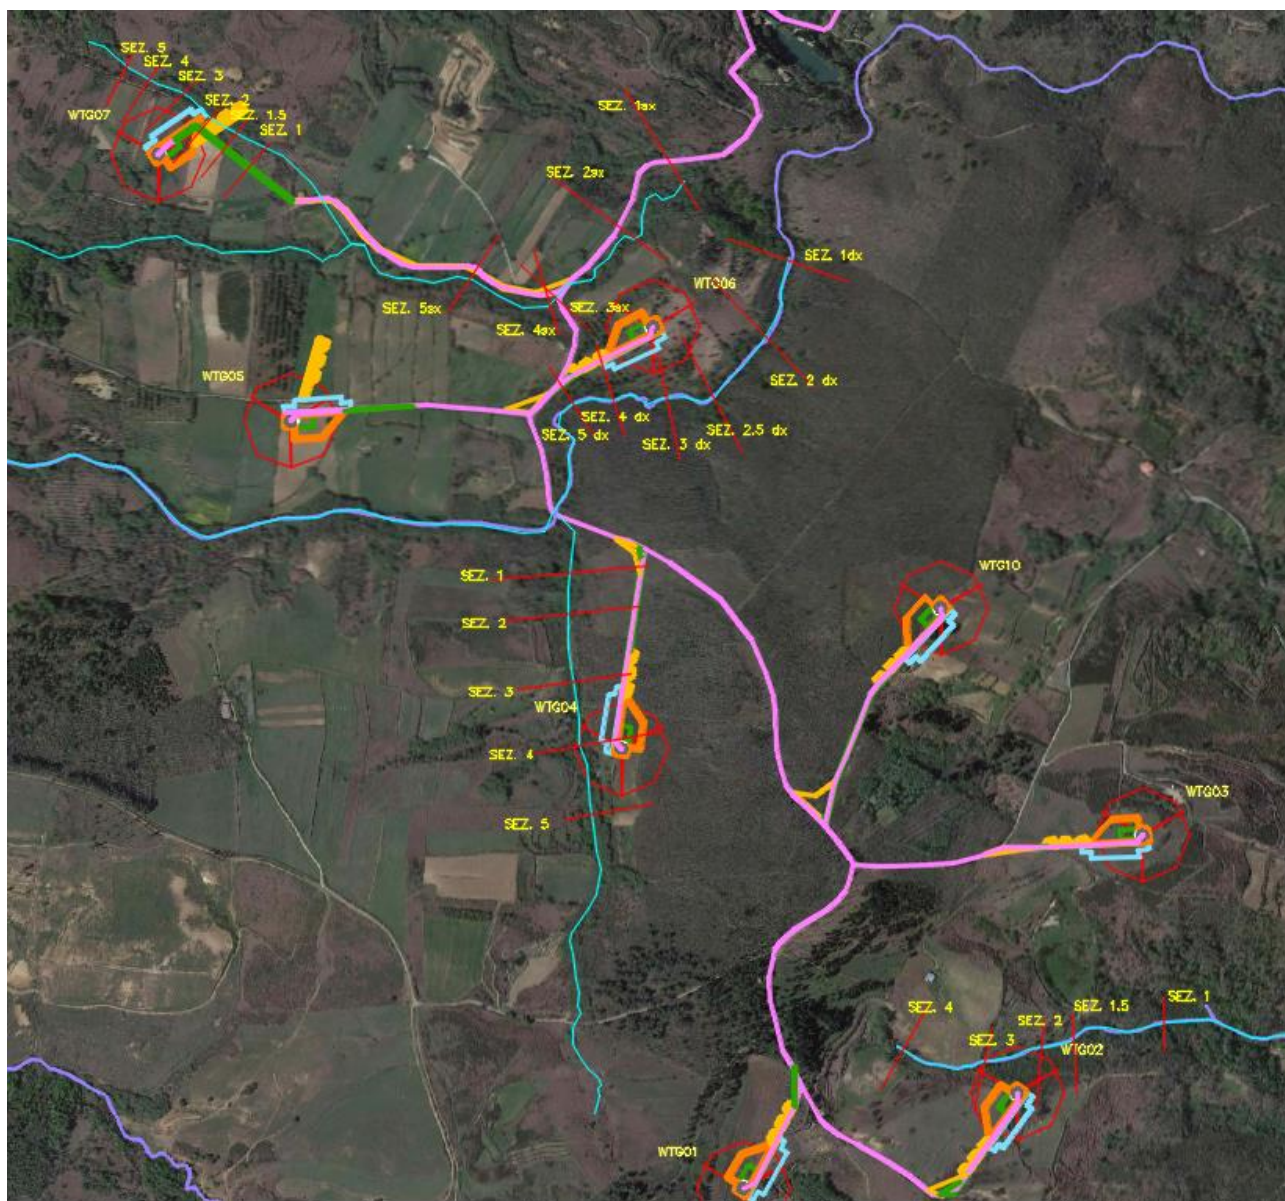 SEZ. 5
SEZ. 4
SEZ. 3
SEZ. 2
WTG07
SEZ. 1.5
SEZ. 1
SEZ. 1sx
SEZ. 2sx
SEZ. 1dx
WTG06
SEZ. 5sx
SEZ. 3sx
SEZ. 4sx
WTG05
SEZ. 2 dx
SEZ. 4 dx
SEZ. 5 dx
SEZ. 2.5 dx
SEZ. 3 dx
WTG10
SEZ. 1
SEZ. 2
SEZ. 3
WTG04
SEZ. 4
WTG03
SEZ. 5
SEZ. 1
SEZ. 4
SEZ. 1.5
SEZ. 2
SEZ. 3
WTG02
WTG01